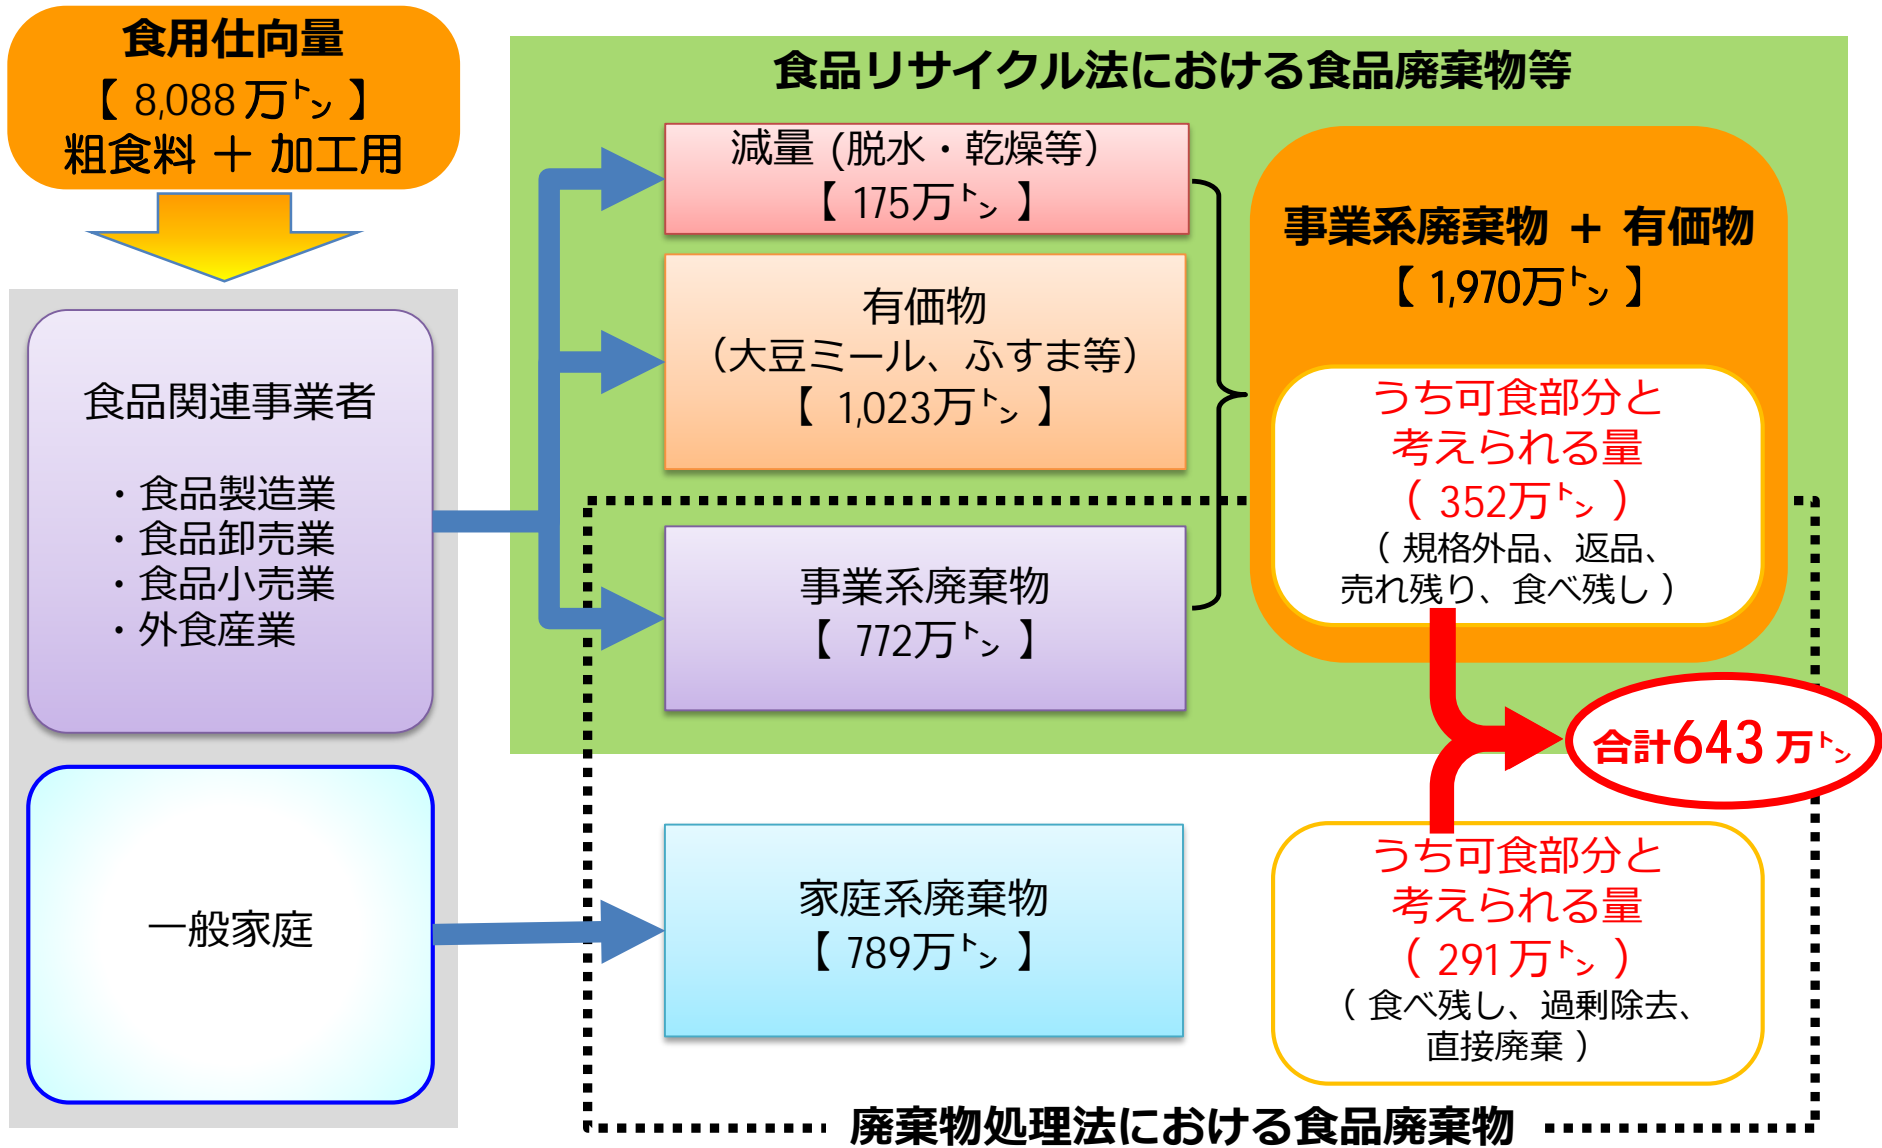 食用仕向量
【 8,088 万㌧ 】
粗食料 ＋ 加工用
食品関連事業者
・食品製造業
・食品卸売業
・食品小売業
・外食産業
一般家庭
食品リサイクル法における食品廃棄物等
減量 (脱水・乾燥等）
【 175万㌧ 】
有価物
（大豆ミール、ふすま等）
【 1,023万㌧ 】
事業系廃棄物
【 772万㌧ 】
家庭系廃棄物
【 789万㌧ 】
事業系廃棄物 + 有価物
【 1,970万㌧ 】
うち可食部分と
考えられる量
（ 352万㌧ ）
（ 規格外品、返品、
売れ残り、食べ残し ）
合計643 万㌧
うち可食部分と
考えられる量
（ 291万㌧ ）
（ 食べ残し、過剰除去、
直接廃棄 ）
廃棄物処理法における食品廃棄物